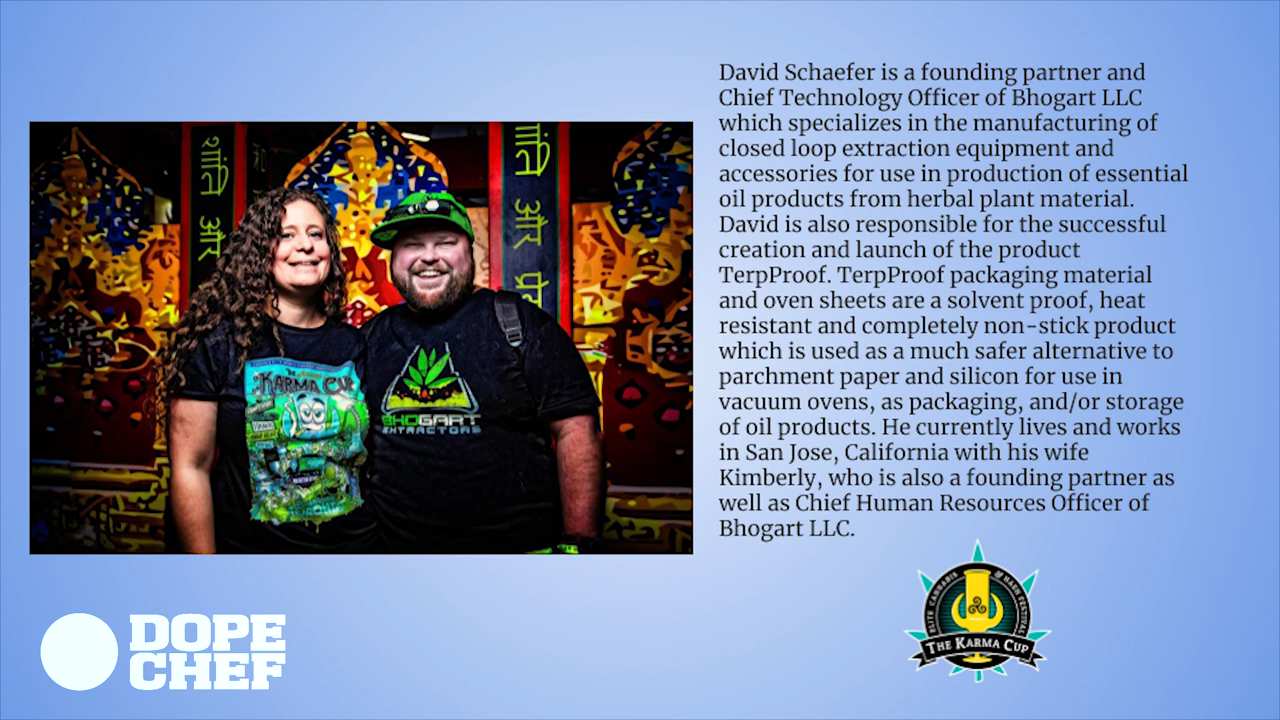 David Schaefer is a founding partner and
Chief Technology Officer of Bhogart LLC
which specializes in the manufacturing of
closed loop extraction equipment and
accessories for use in production of essential
oil products from herbal plant material.
David is also responsible for the successful
creation and launch of the product
TerpProof. TerpProof packaging material
and oven sheets are a solvent proof, heat
resistant and completely non-stick product
which is used as a much safer alternative to
parchment paper and silicon for use in
vacuum ovens, as packaging, and/or storage
of oil products. He currently lives and works
in San Jose, California with his wife
Kimberly, who is also a founding partner as
well as Chief Human Resources Officer of
Bhogart LLC.
शांति और
शांति और
KARMA CUP
TORONTO
BHOGART
EXTRACTORS
DOPE
CHEF
ELITE CANNABIS & HASH FESTIVAL
THE KARMA CUP